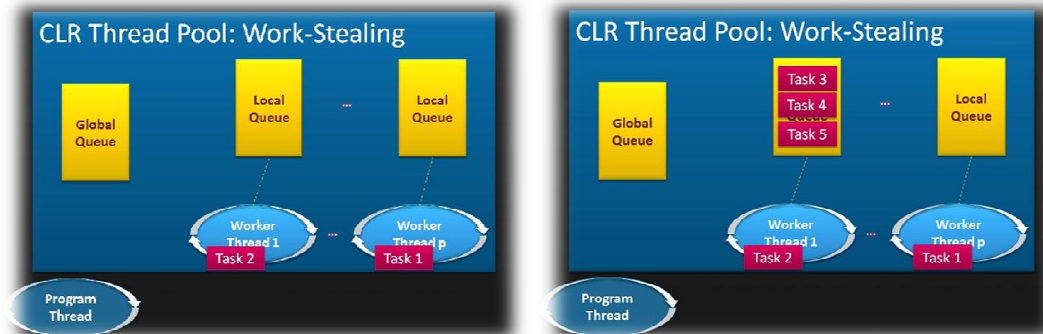 CLR Thread Pool: Work-Stealing
Global
Queue
Local
Queue
...
Local
Queue
Worker
Thread 1
Task 2
...
Worker
Thread p
Task 1
Program
Thread
CLR Thread Pool: Work-Stealing
Global
Queue
Task 3
Task 4
Task 5
...
Local
Queue
Worker
Thread 1
Task 2
...
Worker
Thread p
Task 1
Program
Thread